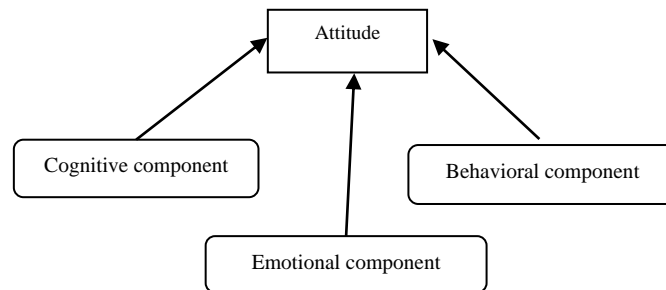 Attitude
Cognitive component
Behavioral component
Emotional component